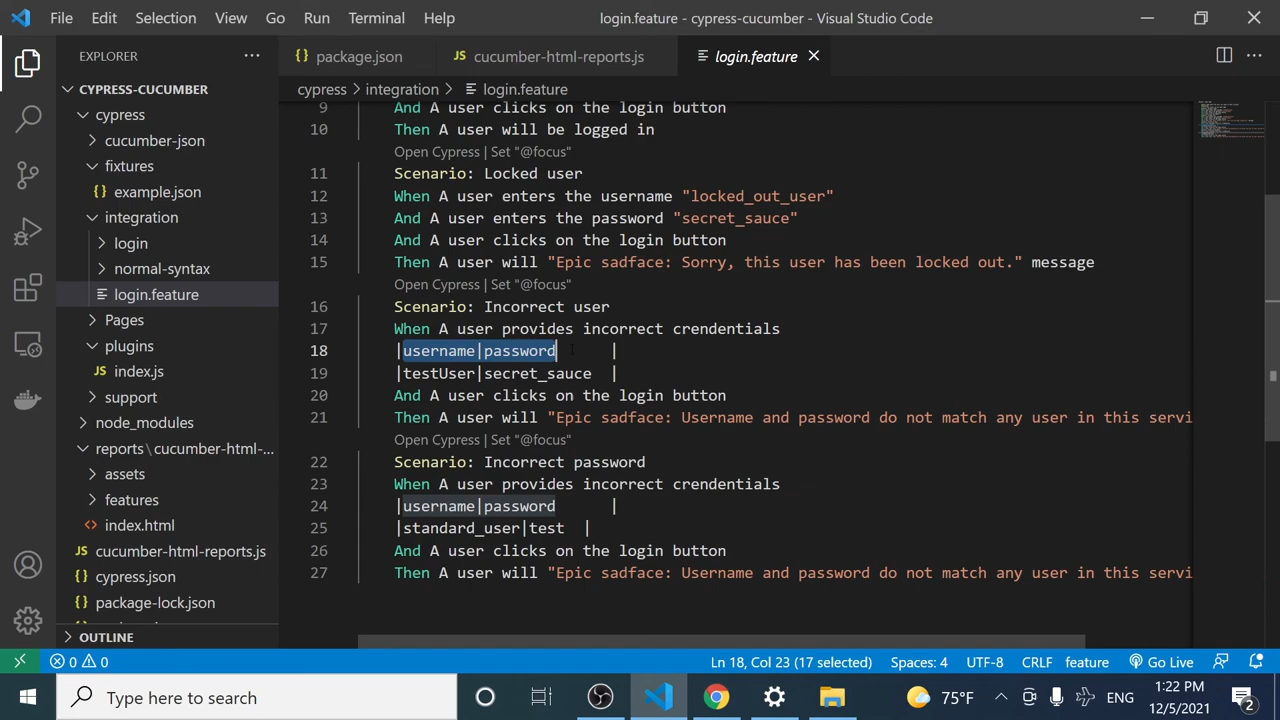 File Edit Selection View Go Run Terminal Help login.feature - cypress-cucumber - Visual Studio Code
EXPLORER
CYPRESS-CUCUMBER
cypress
cucumber-json
fixtures
example.json
integration
login
normal-syntax
login.feature
Pages
plugins
index.js
support
node_modules
reports\cucumber-html-...
assets
features
index.html
cucumber-html-reports.js
cypress.json
package-lock.json
OUTLINE
package.json cucumber-html-reports.js login.feature
cypress > integration > login.feature
9 And A user clicks on the login button
10 Then A user will be logged in
Open Cypress | Set "@focus"
11 Scenario: Locked user
12 When A user enters the username "locked_out_user"
13 And A user enters the password "secret_sauce"
14 And A user clicks on the login button
15 Then A user will "Epic sadface: Sorry, this user has been locked out." message
Open Cypress | Set "@focus"
16 Scenario: Incorrect user
17 When A user provides incorrect crendentials
18 |username|password |
19 |testUser|secret_sauce |
20 And A user clicks on the login button
21 Then A user will "Epic sadface: Username and password do not match any user in this servi
Open Cypress | Set "@focus"
22 Scenario: Incorrect password
23 When A user provides incorrect crendentials
24 |username|password |
25 |standard_user|test |
26 And A user clicks on the login button
27 Then A user will "Epic sadface: Username and password do not match any user in this servi
0 0 Ln 18, Col 23 (17 selected) Spaces: 4 UTF-8 CRLF feature Go Live
Type here to search 75°F ENG
1:22 PM
12/5/2021
2